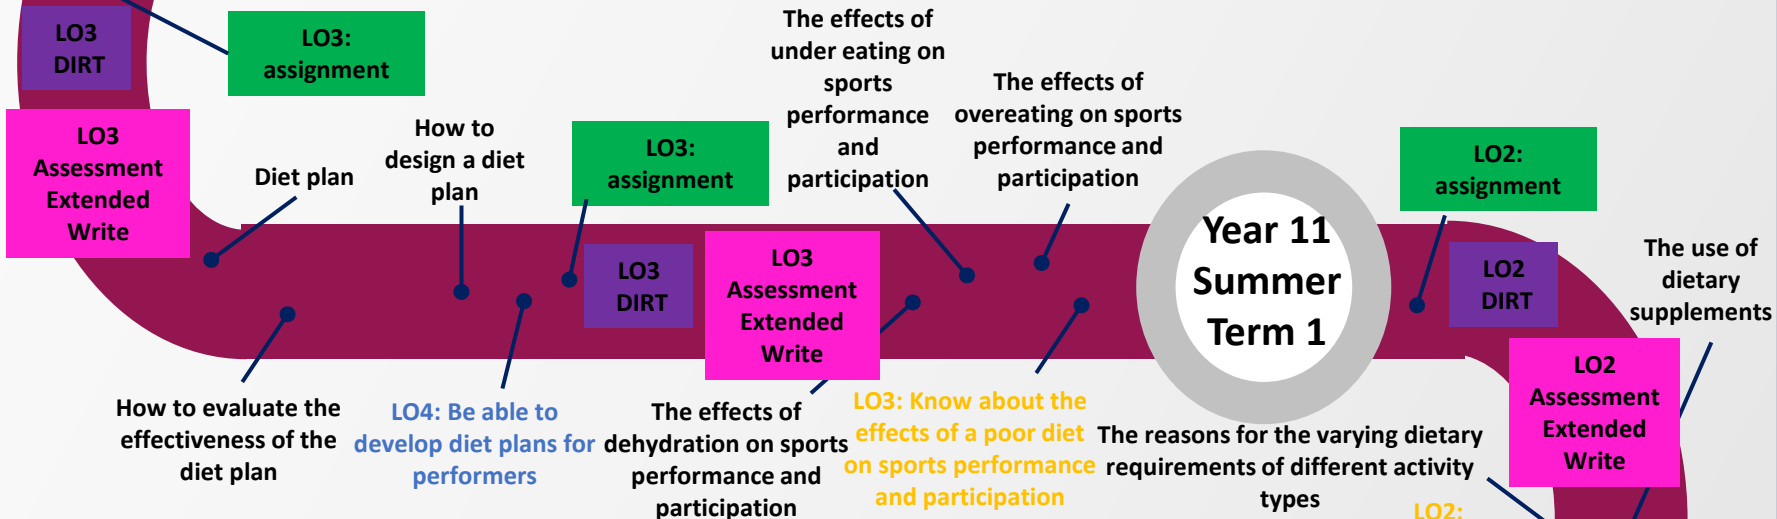 LO3
DIRT
LO3:
assignment
The effects of
under eating on
sports
performance
and
participation
The effects of
overeating on sports
performance and
participation
LO3
Assessment
Extended
Write
Diet plan
How to
design a diet
plan
LO3:
assignment
LO2:
assignment
LO3
DIRT
LO3
Assessment
Extended
Write
Year 11
Summer
Term 1
LO2
DIRT
The use of
dietary
supplements
LO2
Assessment
Extended
Write
How to evaluate the
effectiveness of the
diet plan
LO4: Be able to
develop diet plans for
performers
The effects of
dehydration on sports
performance and
participation
LO3: Know about the
effects of a poor diet
on sports performance
and participation
The reasons for the varying dietary
requirements of different activity
types
LO2: